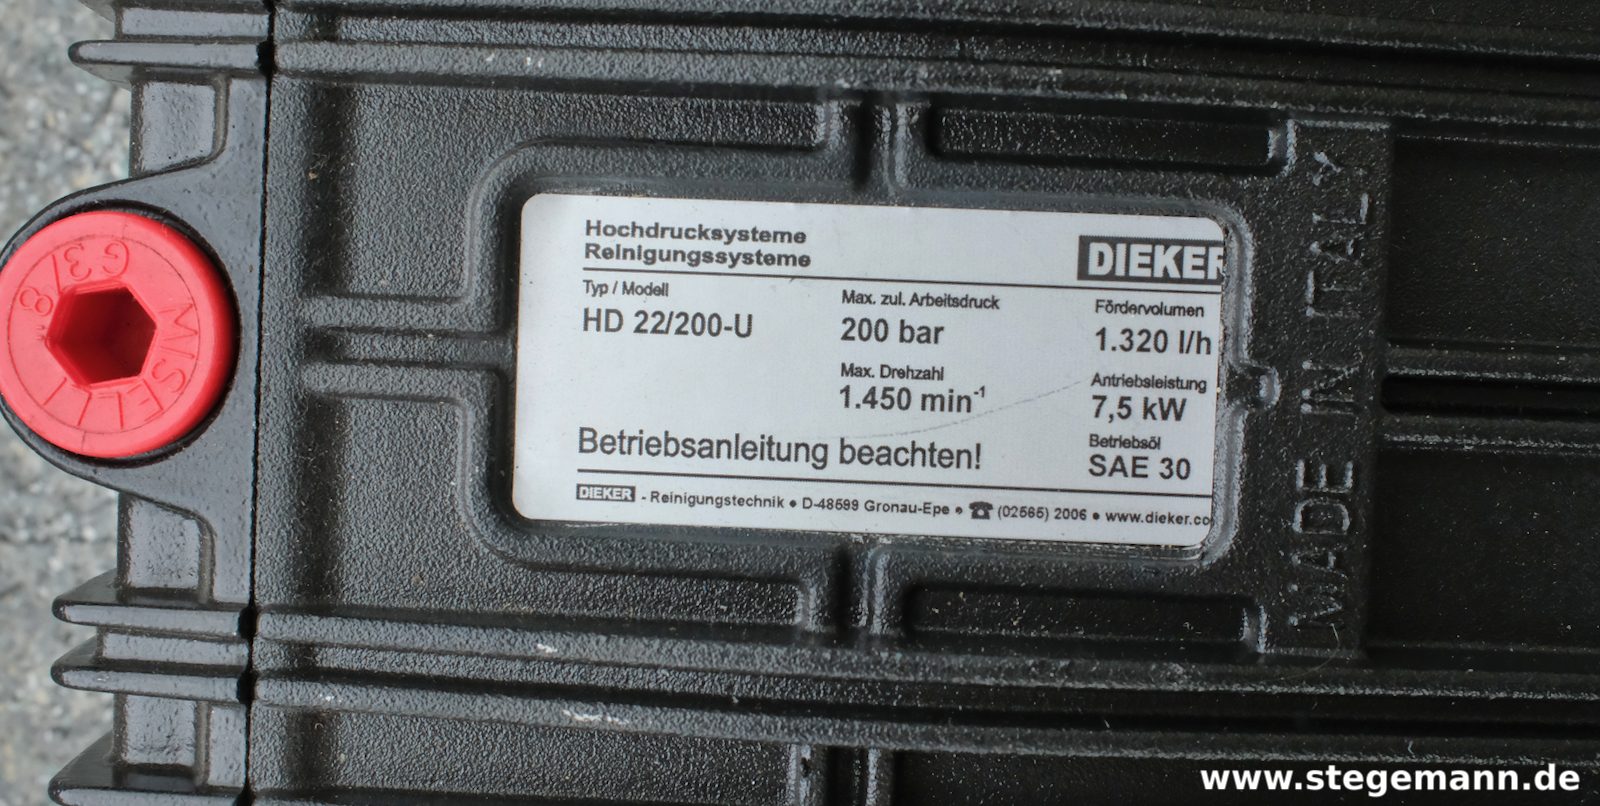 Hochdrucksysteme
Reinigungssysteme
DIEKER
Typ / Modell
HD 22/200-U
Max. zul. Arbeitsdruck
200 bar
Fördervolumen
1.320 l/h
Max. Drehzahl
1.450 min⁻¹
Antriebsleistung
7,5 kW
Betriebsanleitung beachten!
Betriebsöl
SAE 30
DIEKER - Reinigungstechnik ● D-48599 Gronau-Epe ● ☎ (02565) 2006 ● www.dieker.co
MADE IN ITALY
G3/8
MISELLI
www.stegemann.de